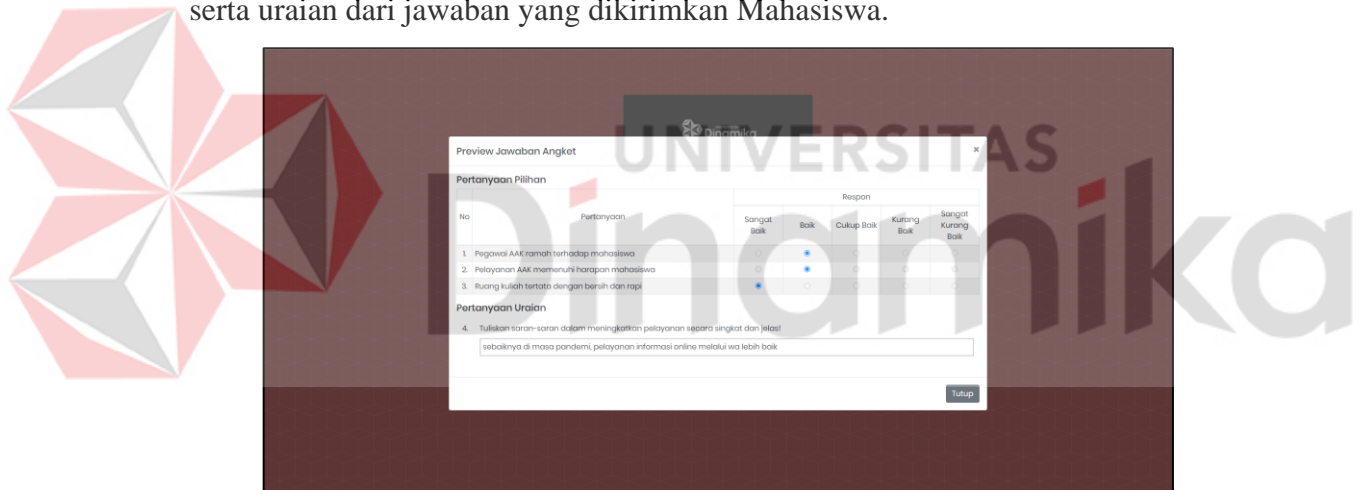 serta uraian dari jawaban yang dikirimkan Mahasiswa.
Dinamika
UNIVERSITAS
Dinamika
Preview Jawaban Angket ×
Pertanyaan Pilihan
No Pertanyaan Respon
Sangat Baik Baik Cukup Baik Kurang Baik Sangat Kurang Baik
1. Pegawai AAK ramah terhadap mahasiswa
2. Pelayanan AAK memenuhi harapan mahasiswa
3. Ruang kuliah tertata dengan bersih dan rapi
Pertanyaan Uraian
4. Tuliskan saran-saran dalam meningkatkan pelayanan secara singkat dan jelas!
sebaiknya di masa pandemi, pelayanan informasi online melalui wa lebih baik
Tutup